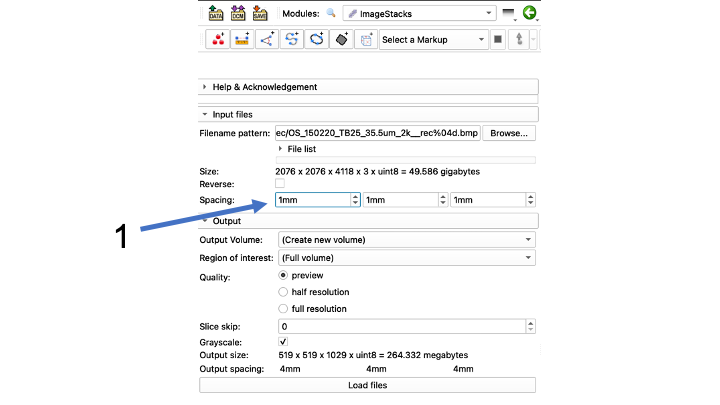 DATA DCM SAVE Modules: ImageStacks
Select a Markup
Help & Acknowledgement
Input files
Filename pattern: ec/OS_150220_TB25_35.5um_2k__rec%04d.bmp Browse...
File list
Size: 2076 x 2076 x 4118 x 3 x uint8 = 49.586 gigabytes
Reverse:
Spacing: 1mm 1mm 1mm
1
Output
Output Volume: (Create new volume)
Region of interest: (Full volume)
Quality: preview
half resolution
full resolution
Slice skip: 0
Grayscale:
Output size: 519 x 519 x 1029 x uint8 = 264.332 megabytes
Output spacing: 4mm 4mm 4mm
Load files